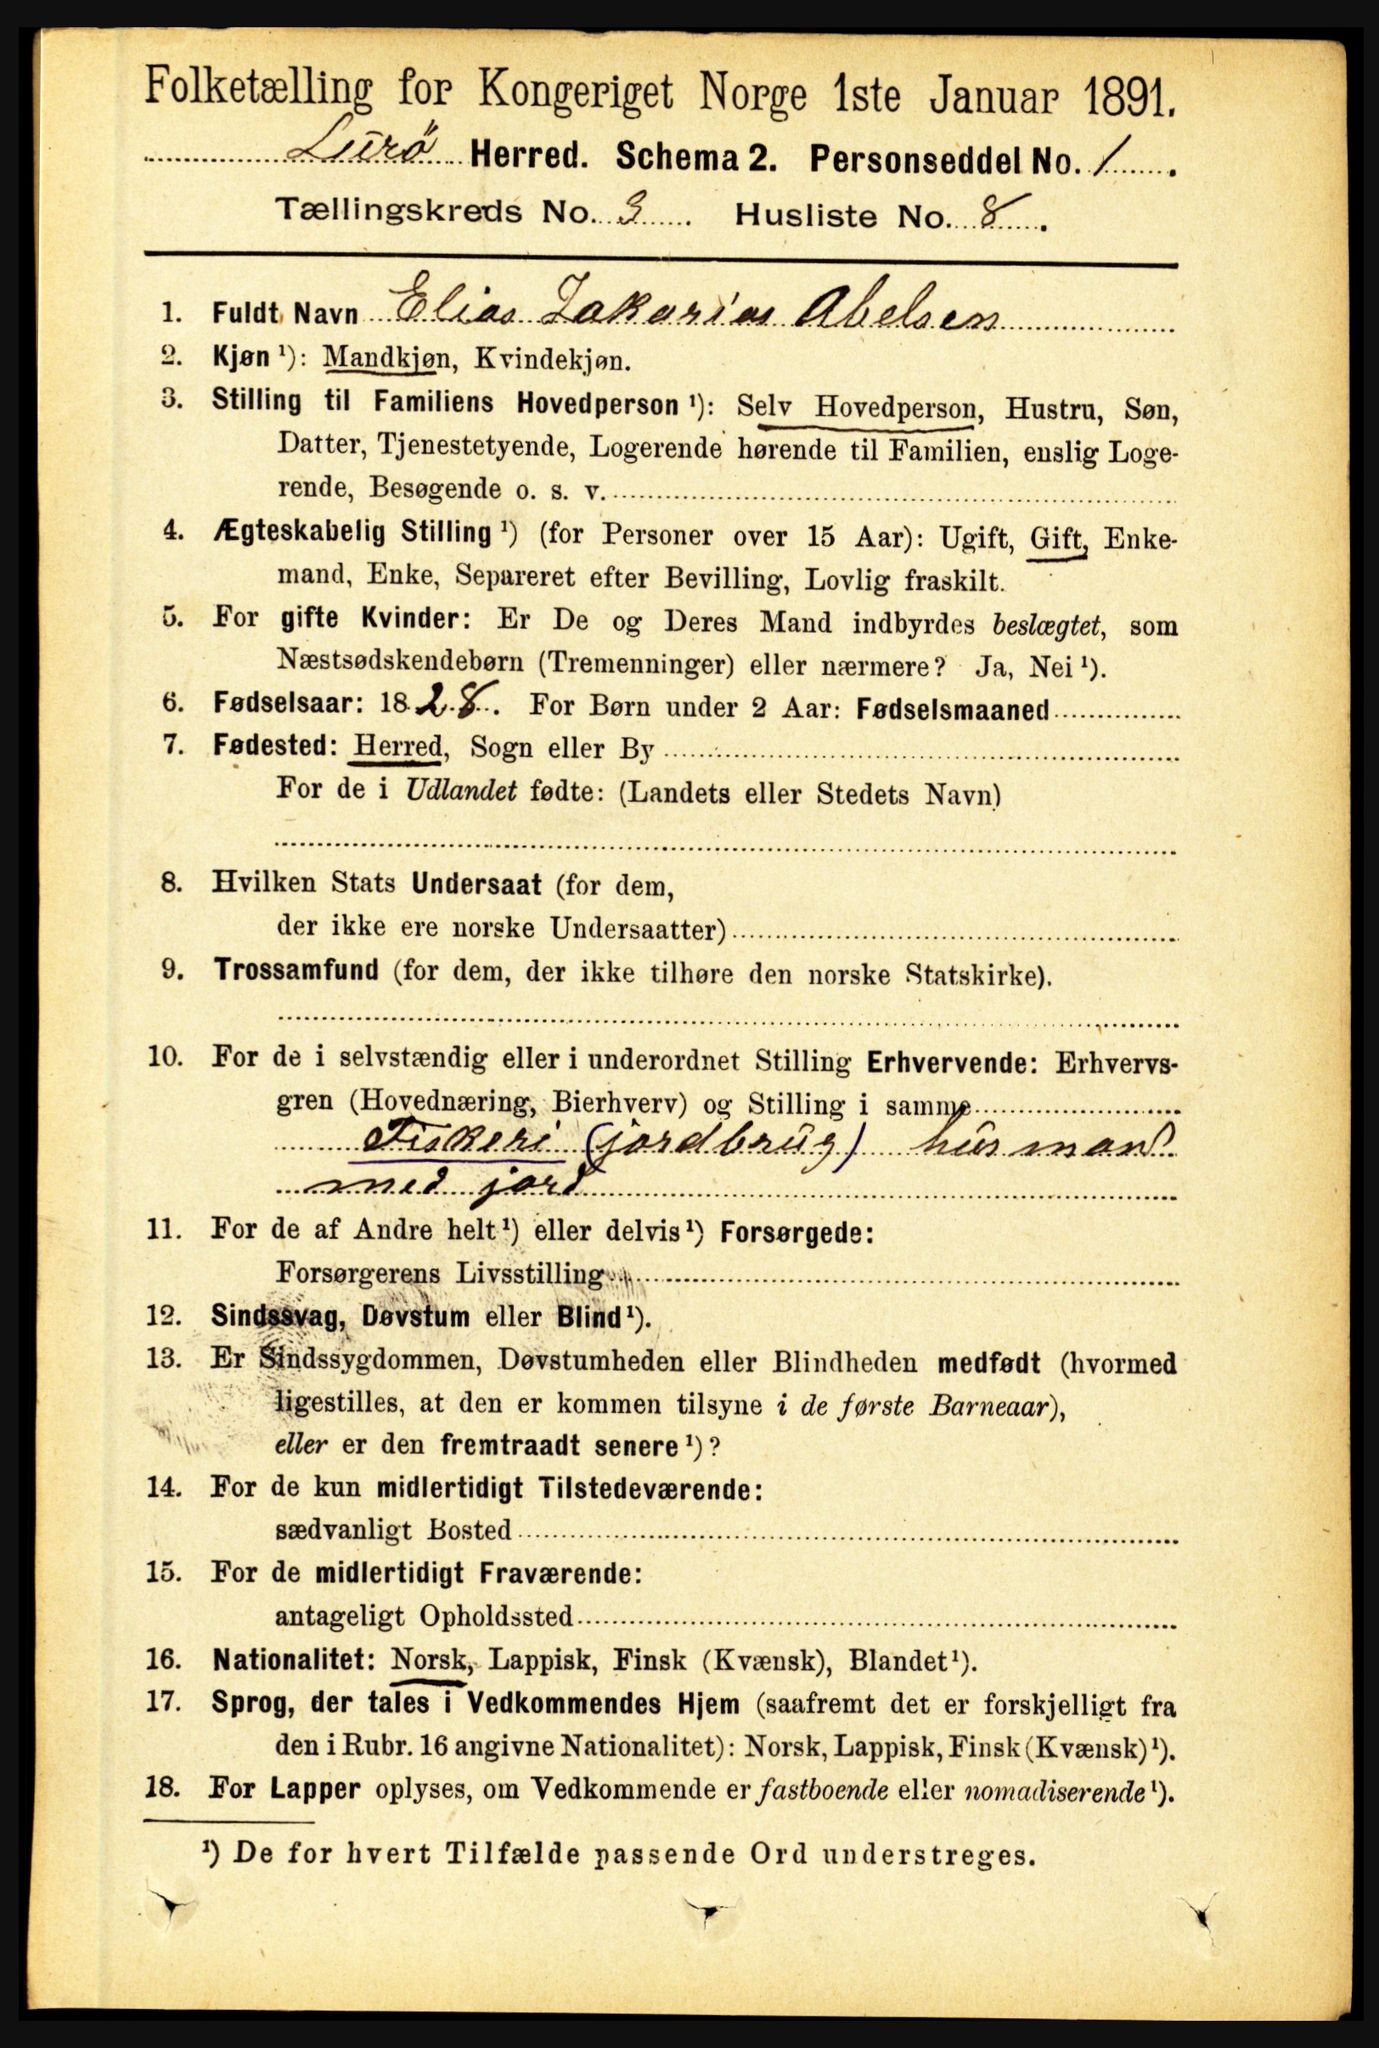 Folketælling for Kongeriget Norge 1ste Januar 1891.
Lurö Herred. Schema 2. Personseddel No. 1.
Tællingskreds No. 3. Husliste No. 8.
1. Fuldt Navn Elias Zakarias Abelsen
2. Kjøn ¹): Mandkjøn, Kvindekjøn.
3. Stilling til Familiens Hovedperson ¹): Selv Hovedperson, Hustru, Søn,
Datter, Tjenestetyende, Logerende hørende til Familien, enslig Loge-
rende, Besøgende o. s. v.
4. Ægteskabelig Stilling ¹) (for Personer over 15 Aar): Ugift, Gift, Enke-
mand, Enke, Separeret efter Bevilling, Lovlig fraskilt.
5. For gifte Kvinder: Er De og Deres Mand indbyrdes beslægtet, som
Næstsødskendebørn (Tremenninger) eller nærmere? Ja, Nei ¹).
6. Fødselsaar: 1828. For Børn under 2 Aar: Fødselsmaaned
7. Fødested: Herred, Sogn eller By
For de i Udlandet fødte: (Landets eller Stedets Navn)
8. Hvilken Stats Undersaat (for dem,
der ikke ere norske Undersaatter)
9. Trossamfund (for dem, der ikke tilhøre den norske Statskirke).
10. For de i selvstændig eller i underordnet Stilling Erhvervende: Erhvervs-
gren (Hovednæring, Bierhverv) og Stilling i samme
Fiskeri (jordbrug) husmand
med jord
11. For de af Andre helt ¹) eller delvis ¹) Forsørgede:
Forsørgerens Livsstilling
12. Sindssvag, Døvstum eller Blind ¹).
13. Er Sindssygdommen, Døvstumheden eller Blindheden medfødt (hvormed
ligestilles, at den er kommen tilsyne i de første Barneaar),
eller er den fremtraadt senere ¹)?
14. For de kun midlertidigt Tilstedeværende:
sædvanligt Bosted
15. For de midlertidigt Fraværende:
antageligt Opholdssted
16. Nationalitet: Norsk, Lappisk, Finsk (Kvænsk), Blandet ¹).
17. Sprog, der tales i Vedkommendes Hjem (saafremt det er forskjelligt fra
den i Rubr. 16 angivne Nationalitet): Norsk, Lappisk, Finsk (Kvænsk) ¹).
18. For Lapper oplyses, om Vedkommende er fastboende eller nomadiserende ¹).
¹) De for hvert Tilfælde passende Ord understreges.